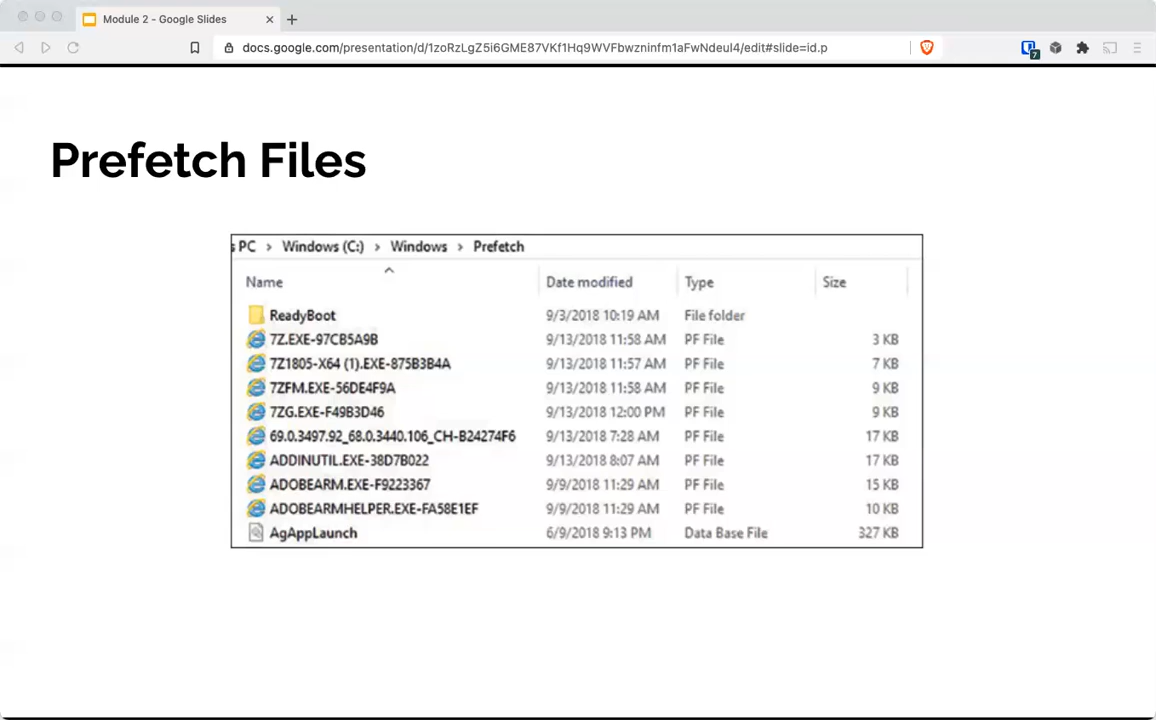 Module 2 - Google Slides
docs.google.com/presentation/d/1zoRzLgZ5i6GME87VKf1Hq9WVFbwzninfm1aFwNdeuI4/edit#slide=id.p
7
Prefetch Files
s PC > Windows (C:) > Windows > Prefetch
Name Date modified Type Size
ReadyBoot 9/3/2018 10:19 AM File folder
7Z.EXE-97CB5A9B 9/13/2018 11:58 AM PF File 3 KB
7Z1805-X64 (1).EXE-875B3B4A 9/13/2018 11:57 AM PF File 7 KB
7ZFM.EXE-56DE4F9A 9/13/2018 11:58 AM PF File 9 KB
7ZG.EXE-F49B3D46 9/13/2018 12:00 PM PF File 9 KB
69.0.3497.92_68.0.3440.106_CH-B24274F6 9/13/2018 7:28 AM PF File 17 KB
ADDINUTIL.EXE-38D7B022 9/13/2018 8:07 AM PF File 17 KB
ADOBEARM.EXE-F9223367 9/9/2018 11:29 AM PF File 15 KB
ADOBEARMHELPER.EXE-FA58E1EF 9/9/2018 11:29 AM PF File 10 KB
AgAppLaunch 6/9/2018 9:13 PM Data Base File 327 KB